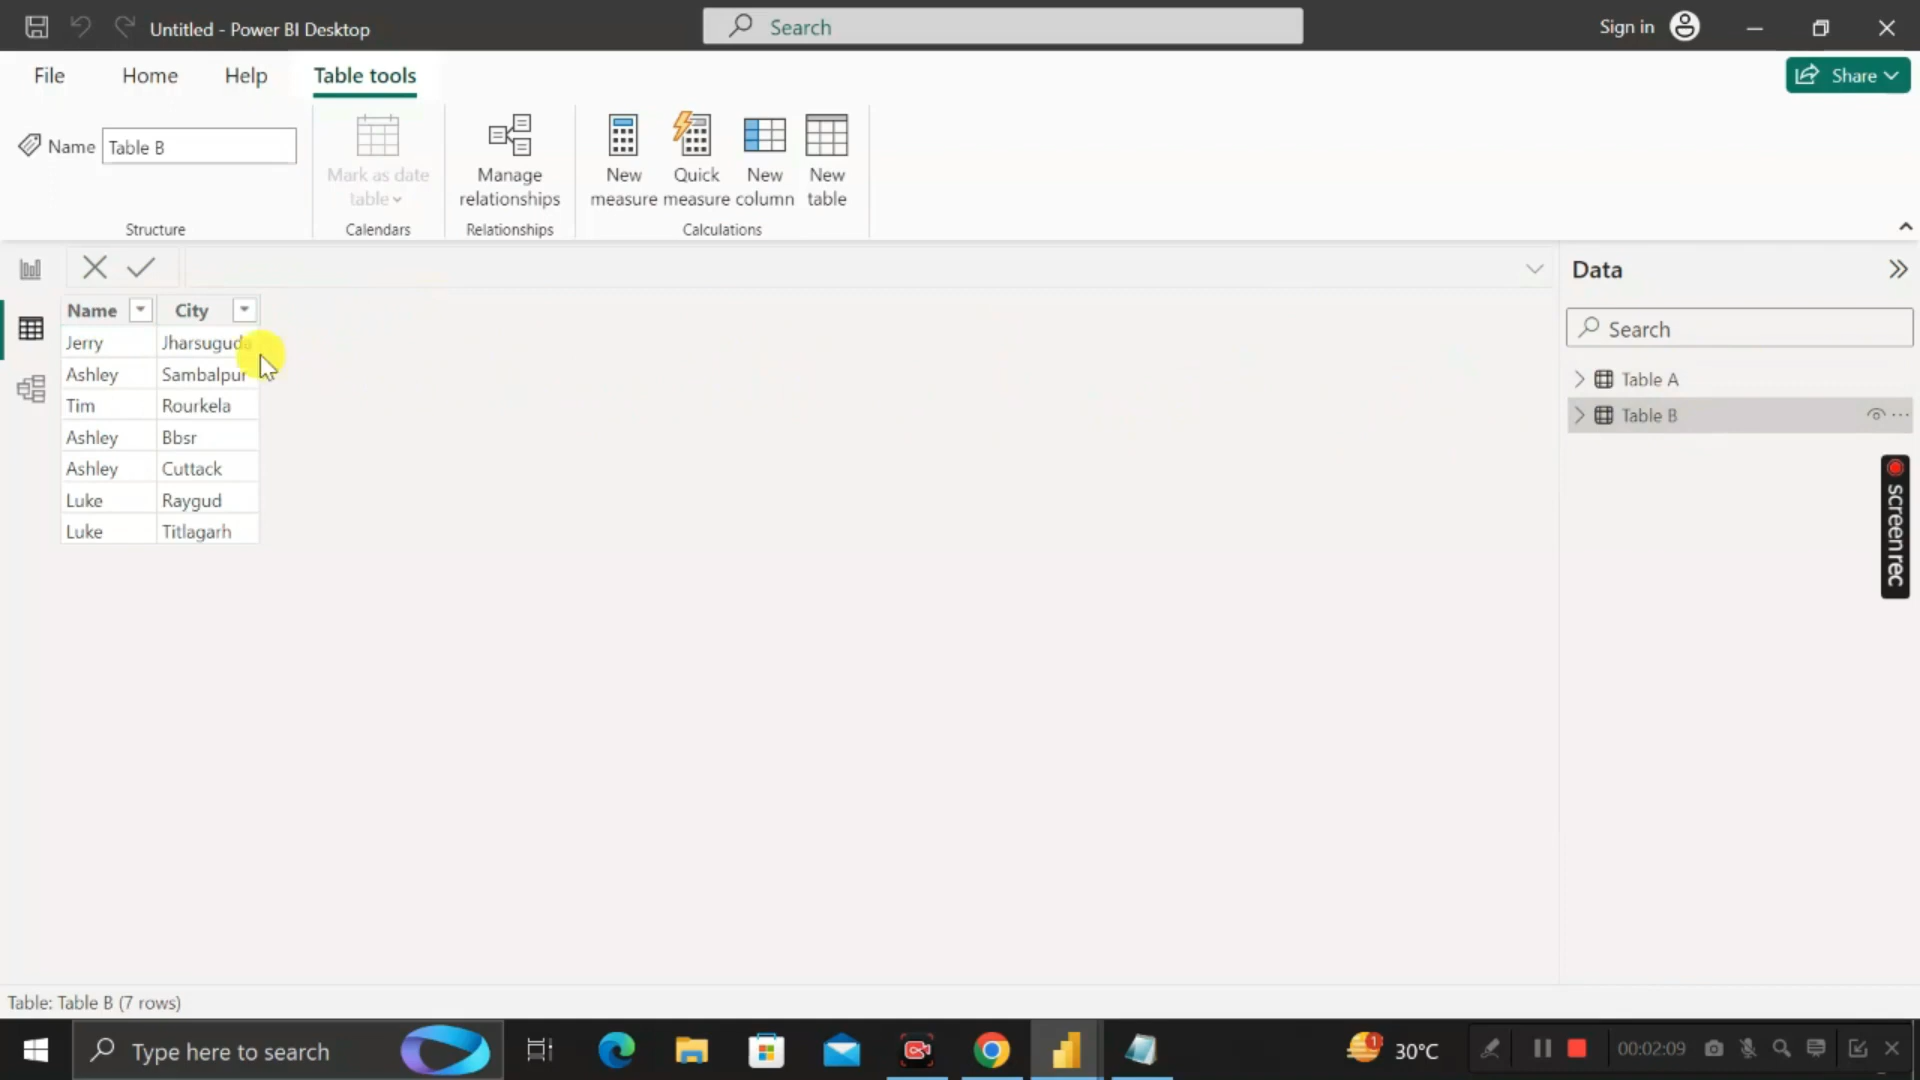 Untitled - Power BI Desktop
Search
Sign in
File
Home
Help
Table tools
Share
Name
Table B
Mark as date
table
Manage
relationships
New
measure
Quick
measure
New
column
New
table
Structure
Calendars
Relationships
Calculations
Data
Name
City
Jerry
Jharsuguda
Ashley
Sambalpur
Tim
Rourkela
Ashley
Bbsr
Ashley
Cuttack
Luke
Raygud
Luke
Titlagarh
Search
Table A
Table B
screenrec
Table: Table B (7 rows)
Type here to search
1
30°C
00:02:09